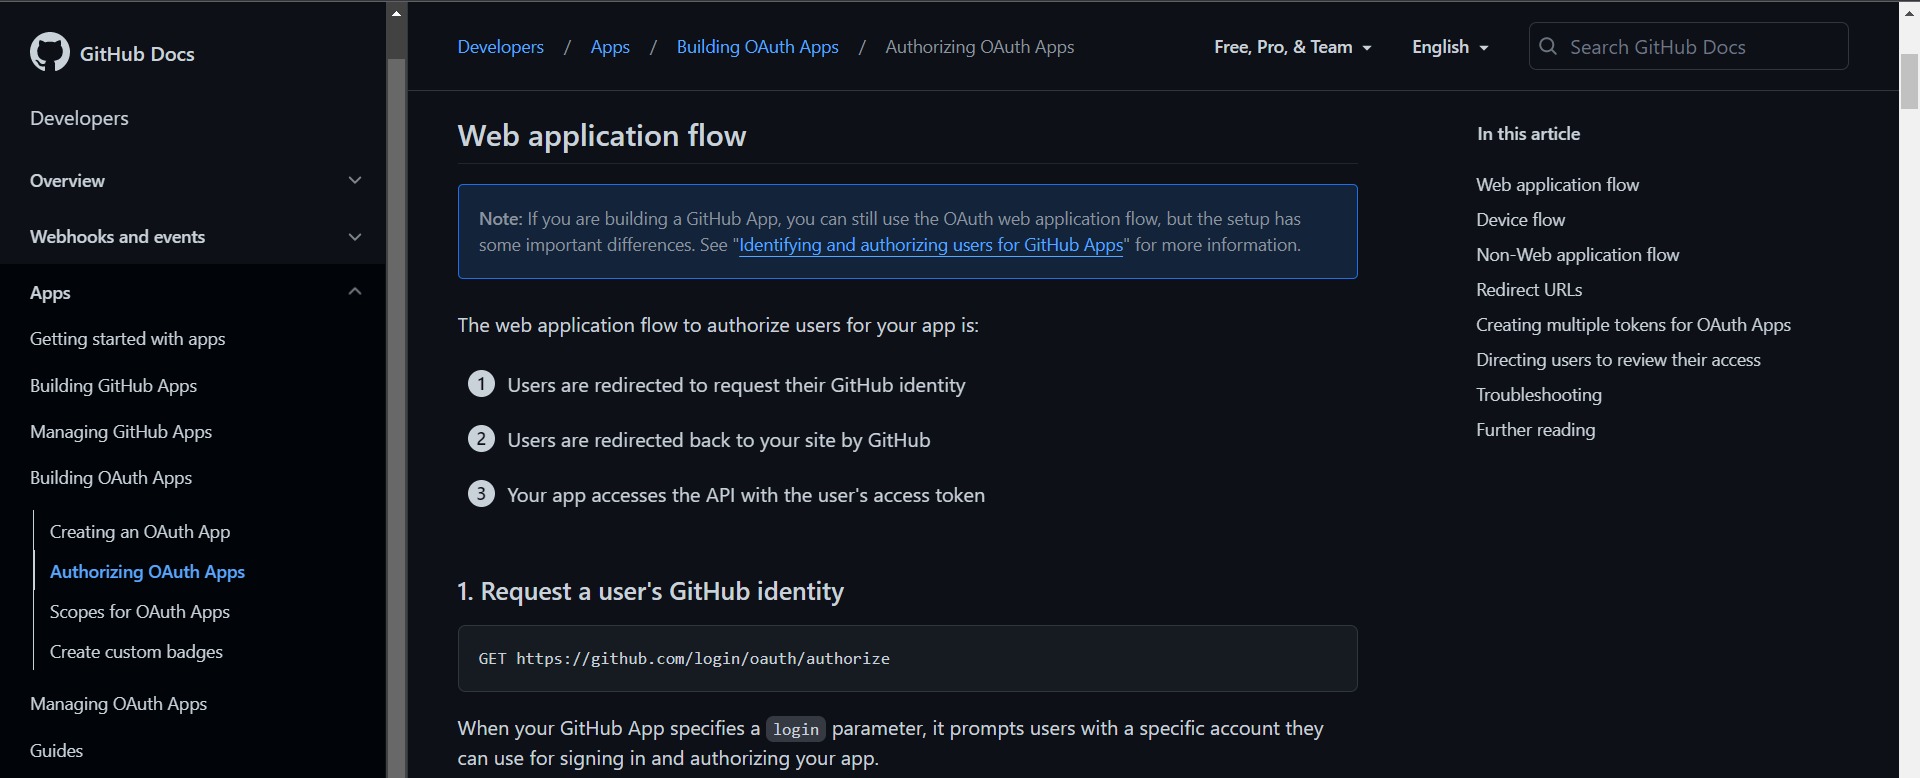 GitHub Docs
Developers
Overview
Webhooks and events
Apps
Getting started with apps
Building GitHub Apps
Managing GitHub Apps
Building OAuth Apps
Creating an OAuth App
Authorizing OAuth Apps
Scopes for OAuth Apps
Create custom badges
Managing OAuth Apps
Guides
Developers / Apps / Building OAuth Apps / Authorizing OAuth Apps
Free, Pro, & Team
English
Search GitHub Docs
Web application flow
Note: If you are building a GitHub App, you can still use the OAuth web application flow, but the setup has
some important differences. See "Identifying and authorizing users for GitHub Apps" for more information.
The web application flow to authorize users for your app is:
1 Users are redirected to request their GitHub identity
2 Users are redirected back to your site by GitHub
3 Your app accesses the API with the user's access token
1. Request a user's GitHub identity
GET https://github.com/login/oauth/authorize
When your GitHub App specifies a login parameter, it prompts users with a specific account they
can use for signing in and authorizing your app.
In this article
Web application flow
Device flow
Non-Web application flow
Redirect URLs
Creating multiple tokens for OAuth Apps
Directing users to review their access
Troubleshooting
Further reading